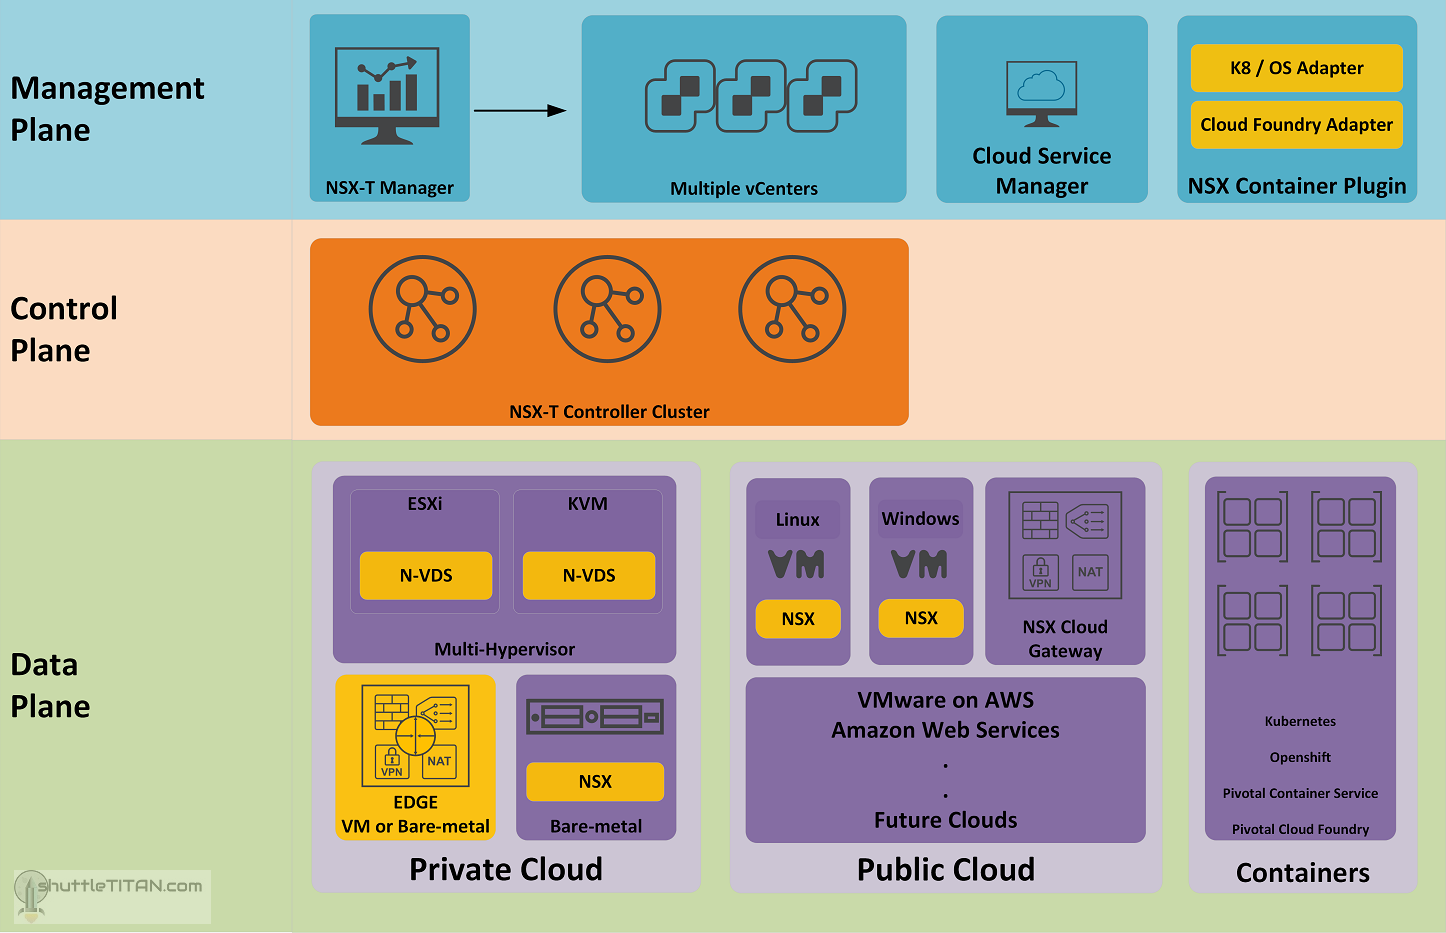 Management
Plane
NSX-T Manager
Multiple vCenters
Cloud Service
Manager
K8 / OS Adapter
Cloud Foundry Adapter
NSX Container Plugin
Control
Plane
NSX-T Controller Cluster
Data
Plane
ESXi
N-VDS
KVM
N-VDS
Multi-Hypervisor
VPN
NAT
EDGE
VM or Bare-metal
NSX
Bare-metal
Private Cloud
Linux
VM
NSX
Windows
VM
NSX
VPN
NAT
NSX Cloud
Gateway
VMware on AWS
Amazon Web Services
.
.
Future Clouds
Public Cloud
Kubernetes
Openshift
Pivotal Container Service
Pivotal Cloud Foundry
Containers
shuttleTITAN.com